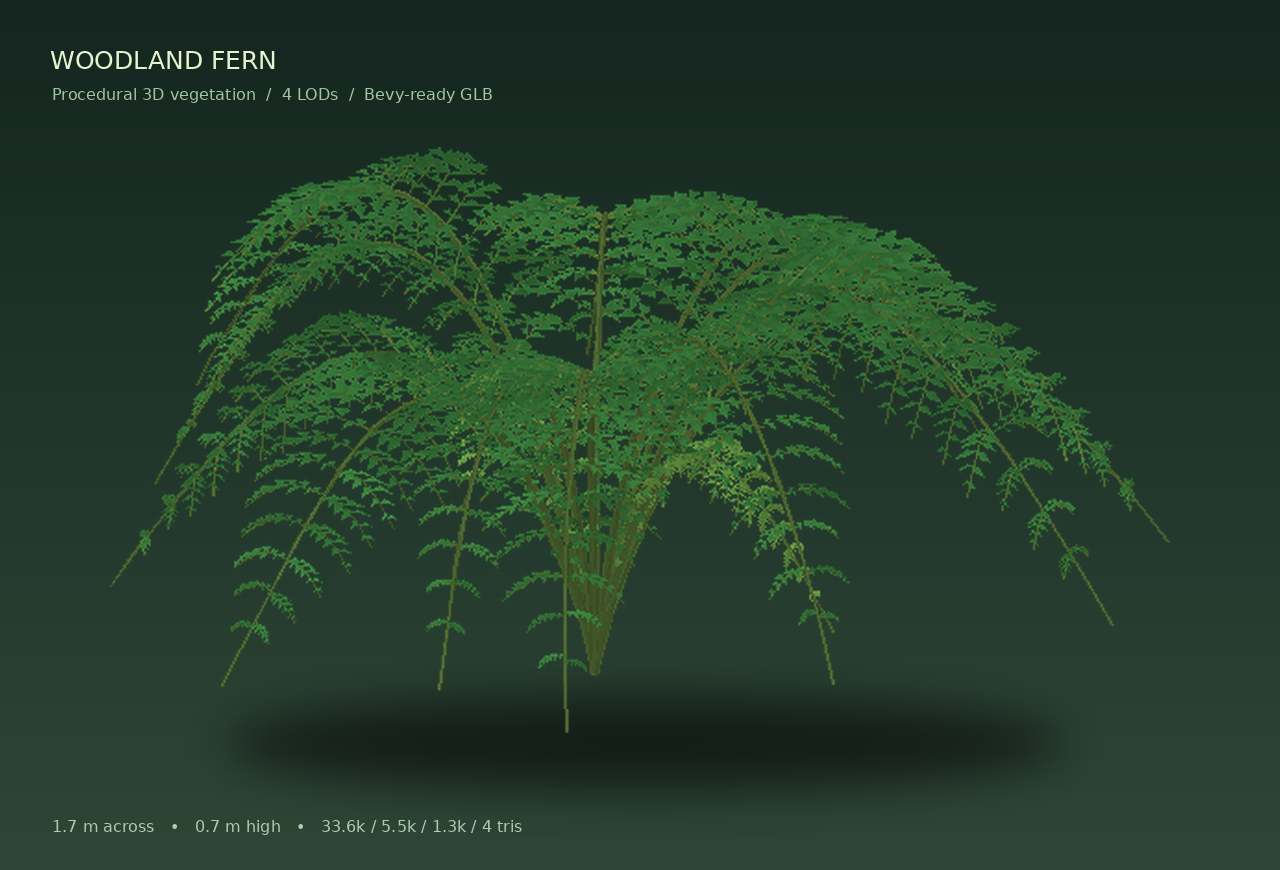 WOODLAND FERN
Procedural 3D vegetation / 4 LODs / Bevy-ready GLB
1.7 m across • 0.7 m high • 33.6k / 5.5k / 1.3k / 4 tris